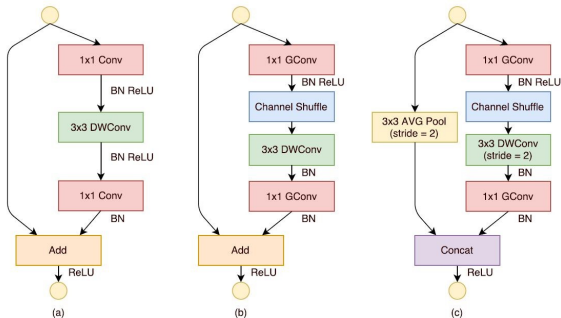 1x1 Conv
BN ReLU
3x3 DWConv
BN ReLU
1x1 Conv
BN
Add
ReLU
(a)
1x1 GConv
BN ReLU
Channel Shuffle
3x3 DWConv
BN
1x1 GConv
BN
Add
ReLU
(b)
1x1 GConv
BN ReLU
3x3 AVG Pool
(stride = 2)
Channel Shuffle
3x3 DWConv
(stride = 2)
BN
1x1 GConv
BN
Concat
ReLU
(c)